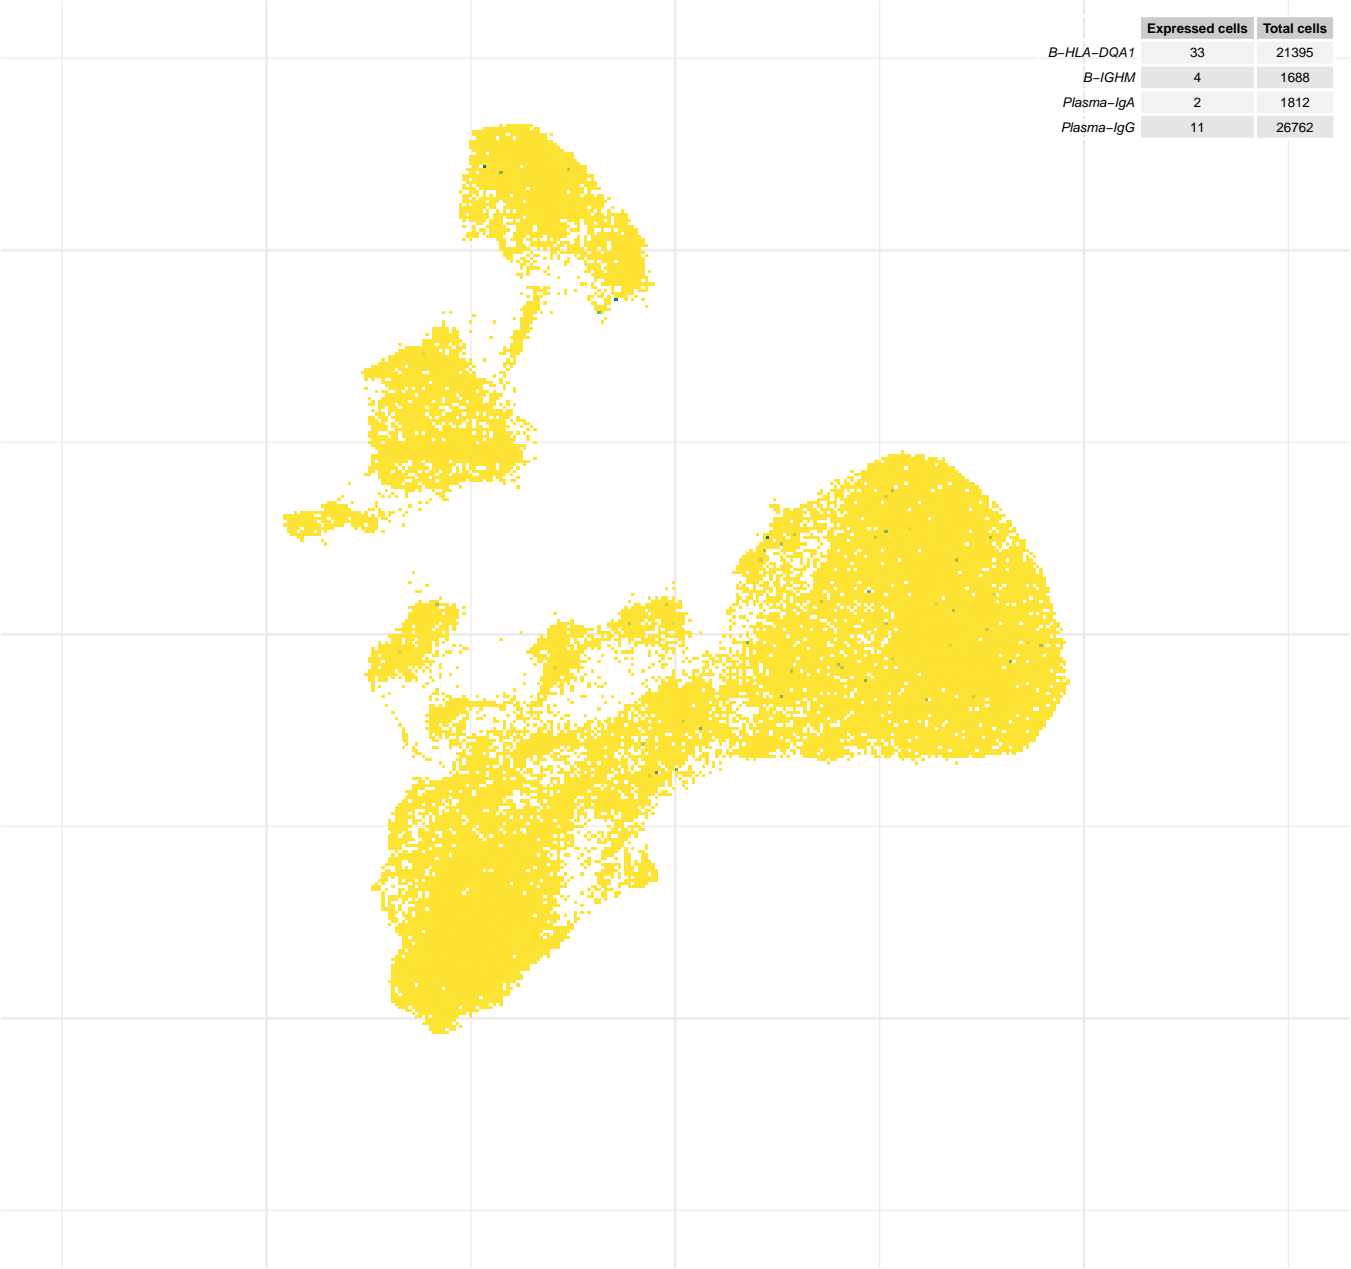 Expressed cells Total cells
B−HLA−DQA1 33 21395
B−IGHM 4 1688
Plasma−IgA 2 1812
Plasma−IgG 11 26762